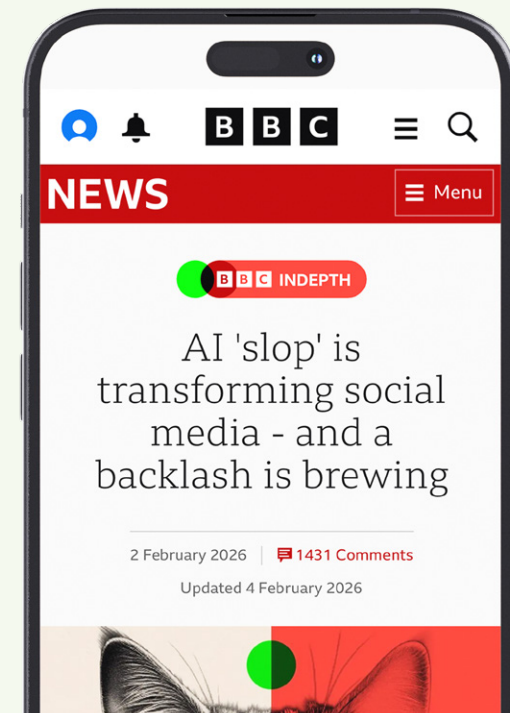 BBC
NEWS
Menu
BBC INDEPTH
AI 'slop' is
transforming social
media - and a
backlash is brewing
2 February 2026 | 1431 Comments
Updated 4 February 2026